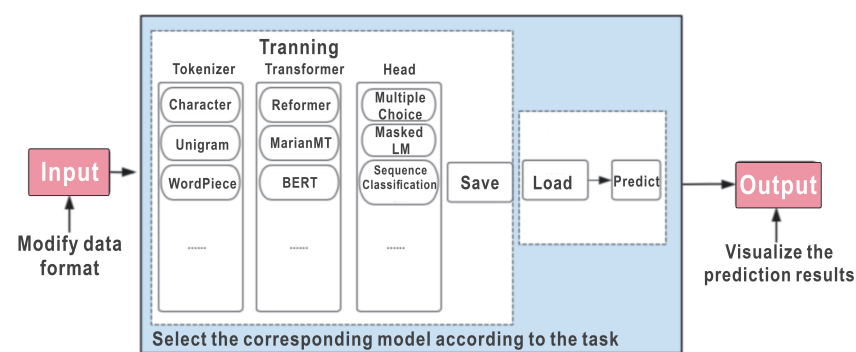 Tranning
Tokenizer
Transformer
Head
Character
Unigram
WordPiece
......
Reformer
MarianMT
BERT
......
Multiple
Choice
Masked
LM
Sequence
Classification
......
Save
Load
Predict
Input
Modify data
format
Output
Visualize the
prediction results
Select the corresponding model according to the task